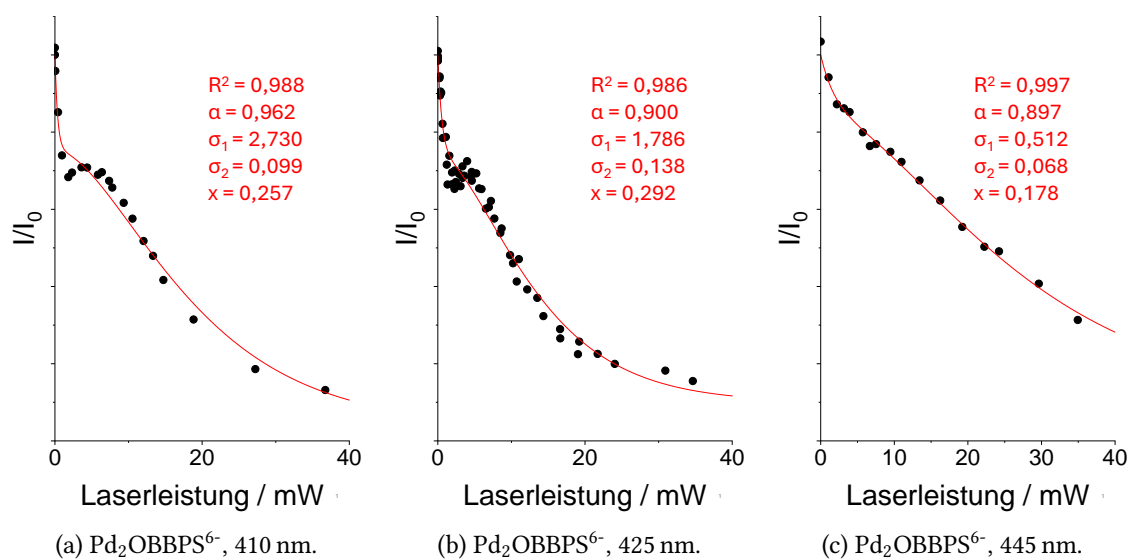 R² = 0,988
α = 0,962
σ₁ = 2,730
σ₂ = 0,099
x = 0,257
I/I₀
0
20
40
Laserleistung / mW
(a) Pd₂OBBPS⁶⁻, 410 nm.
R² = 0,986
α = 0,900
σ₁ = 1,786
σ₂ = 0,138
x = 0,292
I/I₀
0
20
40
Laserleistung / mW
(b) Pd₂OBBPS⁶⁻, 425 nm.
R² = 0,997
α = 0,897
σ₁ = 0,512
σ₂ = 0,068
x = 0,178
I/I₀
0
10
20
30
40
Laserleistung / mW
(c) Pd₂OBBPS⁶⁻, 445 nm.